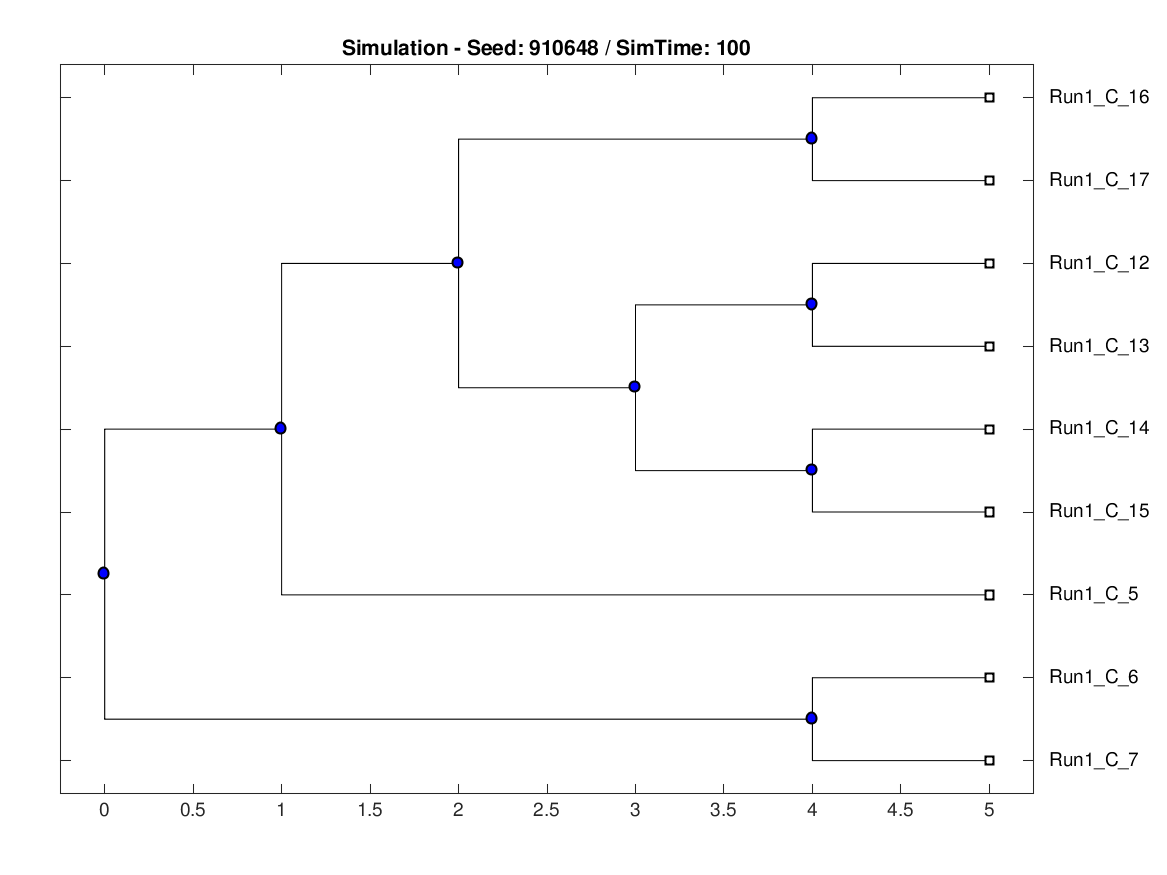 Simulation - Seed: 910648 / SimTime: 100
Run1_C_16
Run1_C_17
Run1_C_12
Run1_C_13
Run1_C_14
Run1_C_15
Run1_C_5
Run1_C_6
Run1_C_7
0 0.5 1 1.5 2 2.5 3 3.5 4 4.5 5